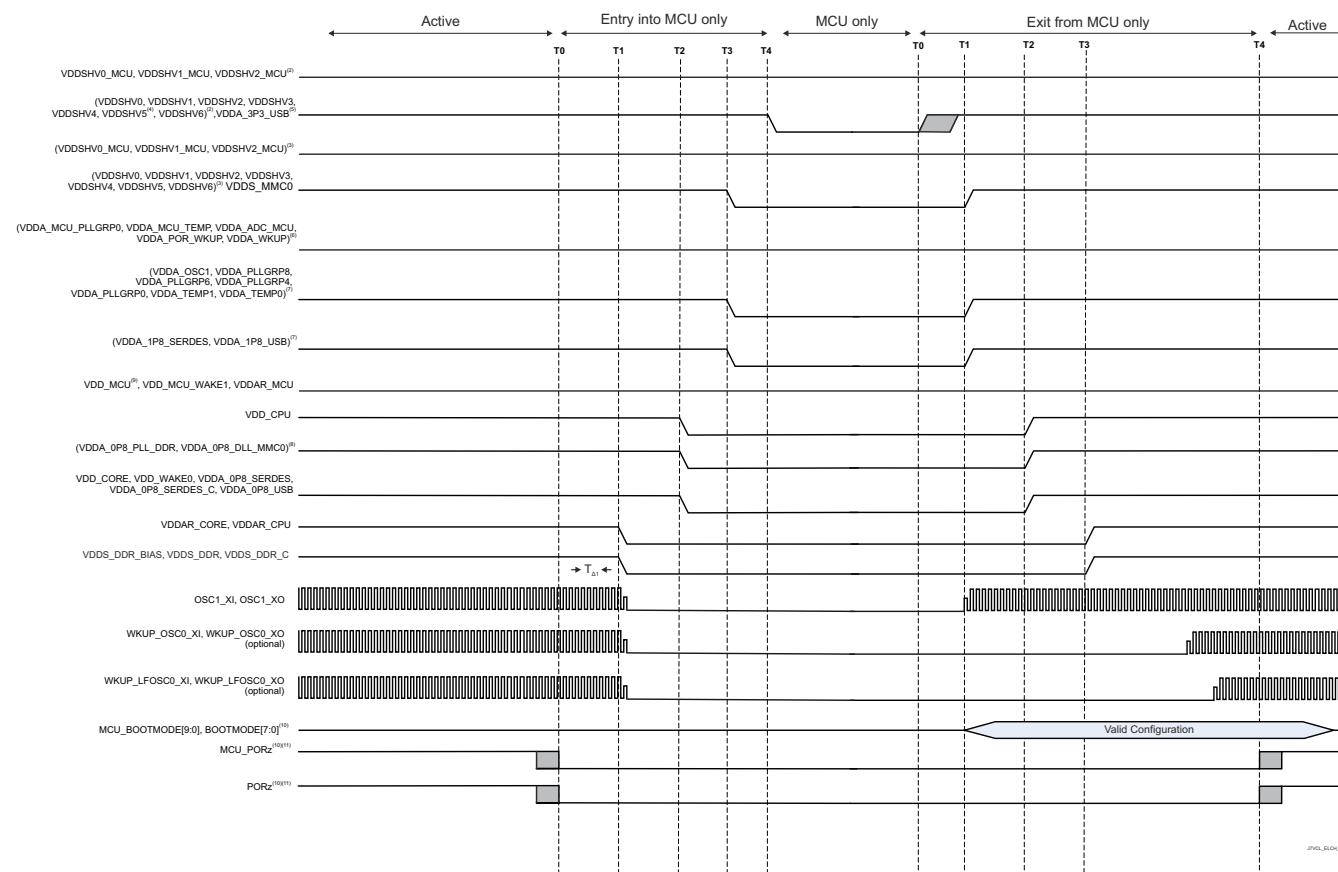 Active
Entry into MCU only
MCU only
Exit from MCU only
Active
T0
T1
T2
T3
T4
T0
T1
T2
T3
T4
VDDSHV0_MCU, VDDSHV1_MCU, VDDSHV2_MCU(2)
(VDDSHV0, VDDSHV1, VDDSHV2, VDDSHV3,
VDDSHV4, VDDSHV5(4), VDDSHV6)(2),VDDA_3P3_USB(5)
(VDDSHV0_MCU, VDDSHV1_MCU, VDDSHV2_MCU)(3)
(VDDSHV0, VDDSHV1, VDDSHV2, VDDSHV3,
VDDSHV4, VDDSHV5, VDDSHV6)(3) VDDS_MMC0
(VDDA_MCU_PLLGRP0, VDDA_MCU_TEMP, VDDA_ADC_MCU,
VDDA_POR_WKUP, VDDA_WKUP)(6)
(VDDA_OSC1, VDDA_PLLGRP8,
VDDA_PLLGRP6, VDDA_PLLGRP4,
VDDA_PLLGRP0, VDDA_TEMP1, VDDA_TEMP0)(7)
(VDDA_1P8_SERDES, VDDA_1P8_USB)(7)
VDD_MCU(9), VDD_MCU_WAKE1, VDDAR_MCU
VDD_CPU
(VDDA_0P8_PLL_DDR, VDDA_0P8_DLL_MMC0)(8)
VDD_CORE, VDD_WAKE0, VDDA_0P8_SERDES,
VDDA_0P8_SERDES_C, VDDA_0P8_USB
VDDAR_CORE, VDDAR_CPU
VDDS_DDR_BIAS, VDDS_DDR, VDDS_DDR_C
TΔ1
OSC1_XI, OSC1_XO
WKUP_OSC0_XI, WKUP_OSC0_XO
(optional)
WKUP_LFOSC0_XI, WKUP_LFOSC0_XO
(optional)
MCU_BOOTMODE[9:0], BOOTMODE[7:0](10)
Valid Configuration
MCU_PORz(10)(11)
PORz(10)(11)